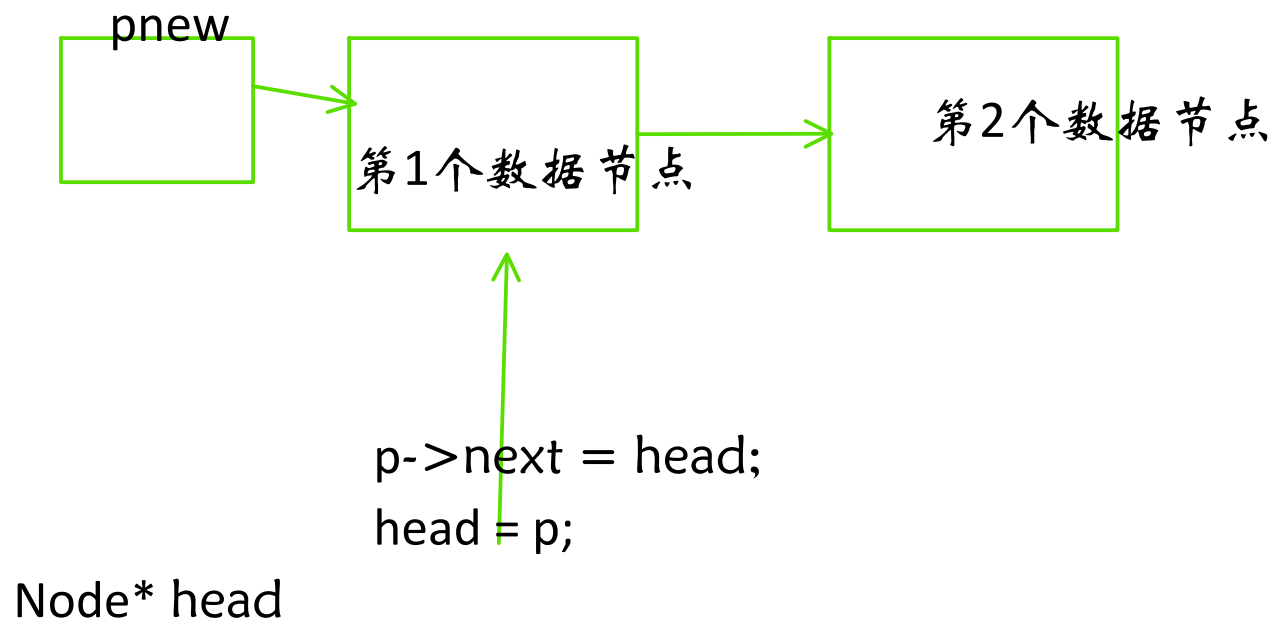 pnew
第1个数据节点
第2个数据节点
p->next = head;
head = p;
Node* head